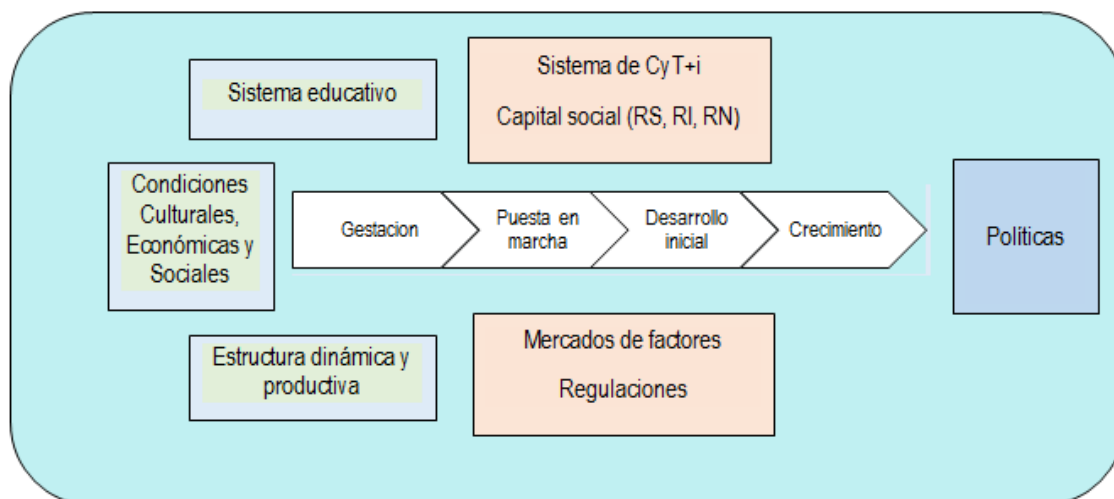 Sistema educativo
Sistema de CyT+i
Capital social (RS, RI, RN)
Condiciones
Culturales,
Económicas y
Sociales
Gestacion
Puesta en
marcha
Desarrollo
inicial
Crecimiento
Políticas
Estructura dinámica y
productiva
Mercados de factores
Regulaciones